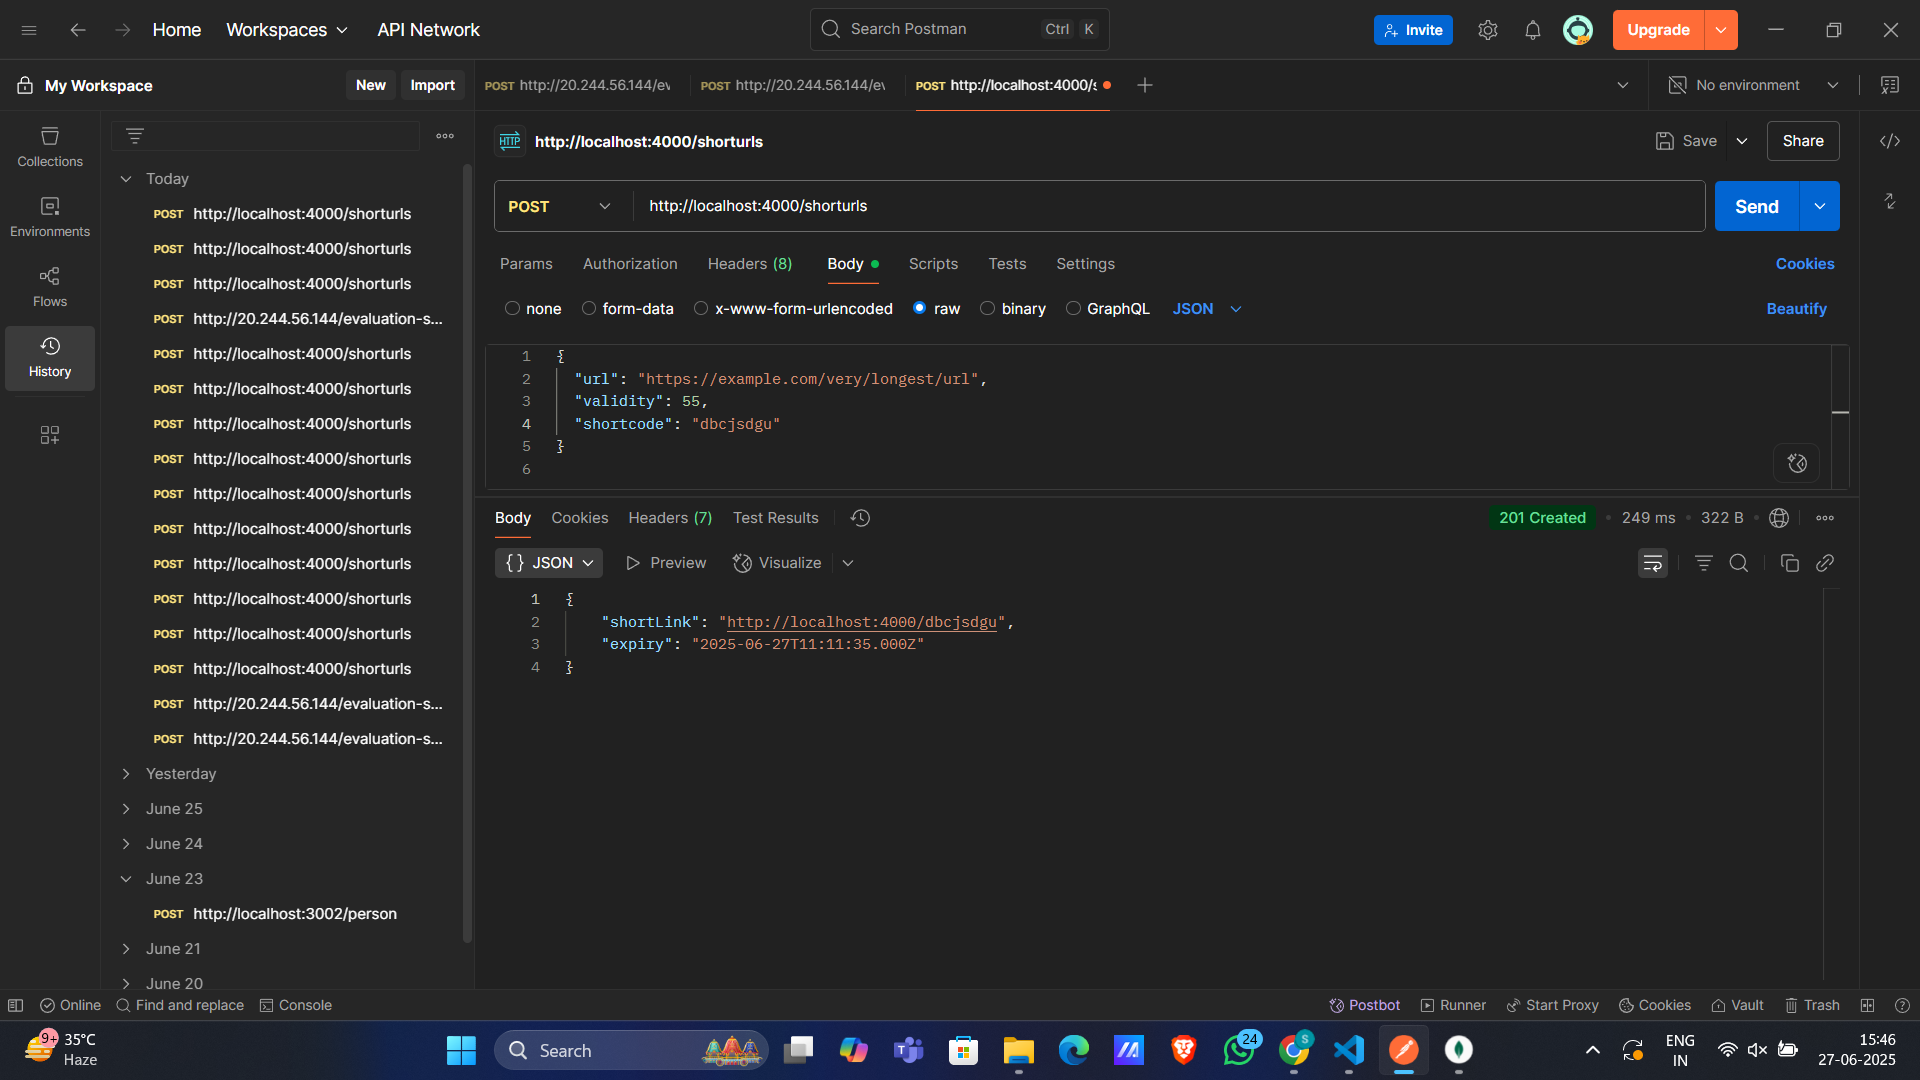 Home
Workspaces
API Network
Search Postman
Ctrl K
Invite
Upgrade
My Workspace
New
Import
POST http://20.244.56.144/ev
POST http://20.244.56.144/ev
POST http://localhost:4000/s
No environment
Collections
Environments
Flows
History
Today
POST http://localhost:4000/shorturls
POST http://localhost:4000/shorturls
POST http://localhost:4000/shorturls
POST http://20.244.56.144/evaluation-s...
POST http://localhost:4000/shorturls
POST http://localhost:4000/shorturls
POST http://localhost:4000/shorturls
POST http://localhost:4000/shorturls
POST http://localhost:4000/shorturls
POST http://localhost:4000/shorturls
POST http://localhost:4000/shorturls
POST http://localhost:4000/shorturls
POST http://localhost:4000/shorturls
POST http://localhost:4000/shorturls
POST http://20.244.56.144/evaluation-s...
POST http://20.244.56.144/evaluation-s...
Yesterday
June 25
June 24
June 23
POST http://localhost:3002/person
June 21
June 20
HTTP http://localhost:4000/shorturls
Save
Share
POST
http://localhost:4000/shorturls
Send
Params Authorization Headers (8) Body Scripts Tests Settings
Cookies
none form-data x-www-form-urlencoded raw binary GraphQL JSON
Beautify
1 {
2 "url": "https://example.com/very/longest/url",
3 "validity": 55,
4 "shortcode": "dbcjsdgu"
5 }
6
Body Cookies Headers (7) Test Results
201 Created 249 ms 322 B
{} JSON Preview Visualize
1 {
2 "shortLink": "http://localhost:4000/dbcjsdgu",
3 "expiry": "2025-06-27T11:11:35.000Z"
4 }
Online Find and replace Console
Postbot Runner Start Proxy Cookies Vault Trash
9+
35°C
Haze
Search
24
S
ENG
IN
15:46
27-06-2025